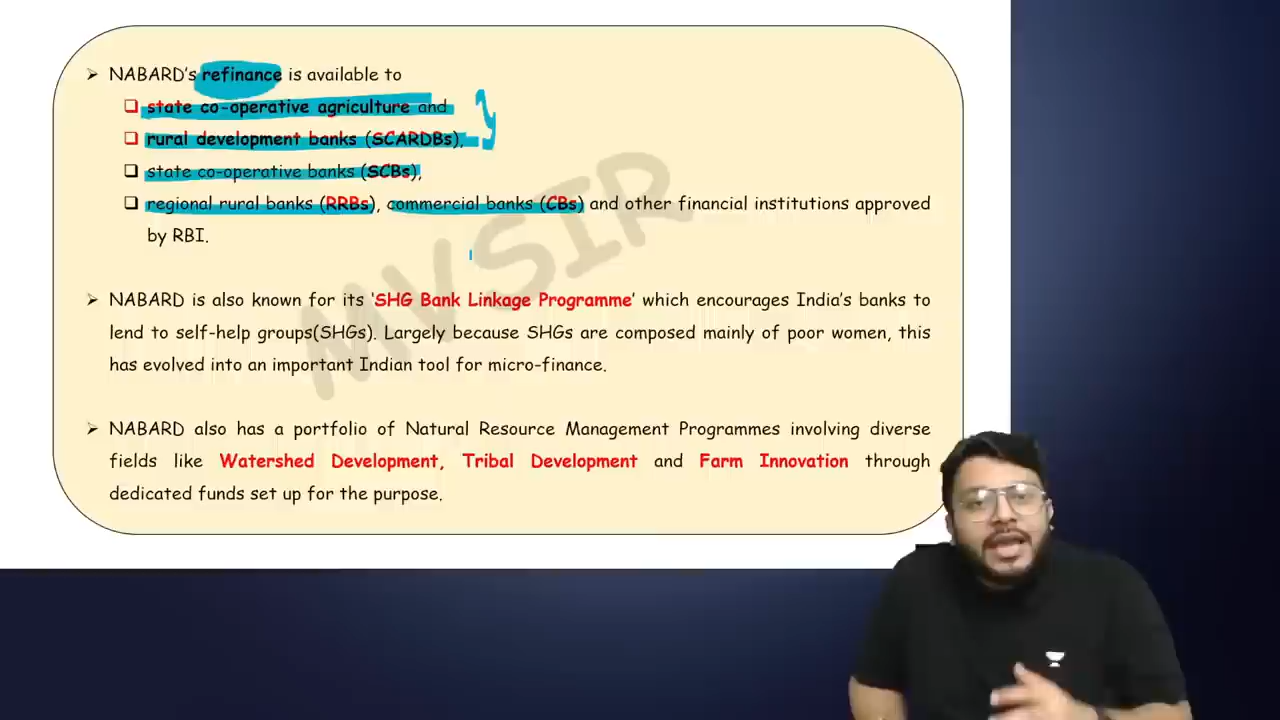 ➢ NABARD's refinance is available to
❑ state co-operative agriculture and
❑ rural development banks (SCARDBs),
❑ state co-operative banks (SCBs),
❑ regional rural banks (RRBs), commercial banks (CBs) and other financial institutions approved
by RBI.
➢ NABARD is also known for its 'SHG Bank Linkage Programme' which encourages India's banks to
lend to self-help groups(SHGs). Largely because SHGs are composed mainly of poor women, this
has evolved into an important Indian tool for micro-finance.
➢ NABARD also has a portfolio of Natural Resource Management Programmes involving diverse
fields like Watershed Development, Tribal Development and Farm Innovation through
dedicated funds set up for the purpose.
MVSIR